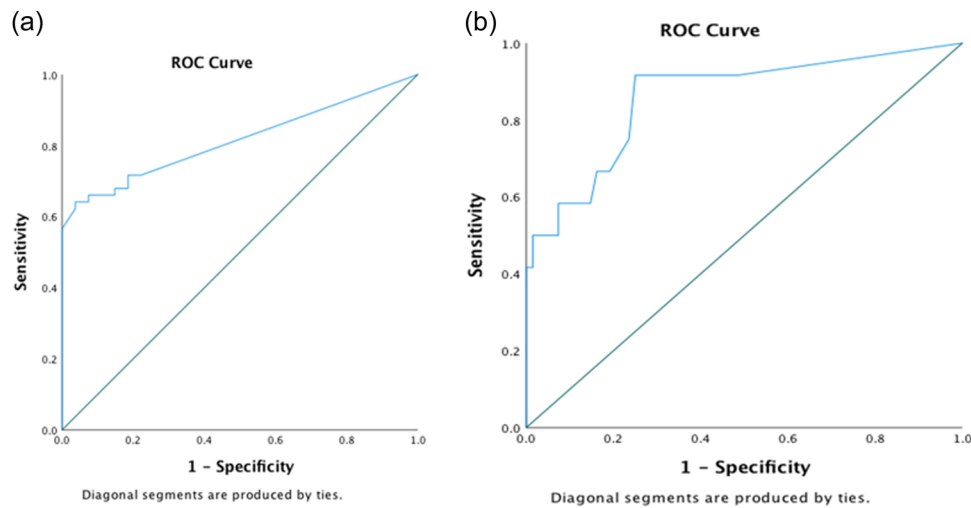 (a)
ROC Curve
Sensitivity
1.0
0.8
0.6
0.4
0.2
0.0
0.0 0.2 0.4 0.6 0.8 1.0
1 – Specificity
Diagonal segments are produced by ties.
(b)
ROC Curve
Sensitivity
1.0
0.8
0.6
0.4
0.2
0.0
0.0 0.2 0.4 0.6 0.8 1.0
1 – Specificity
Diagonal segments are produced by ties.